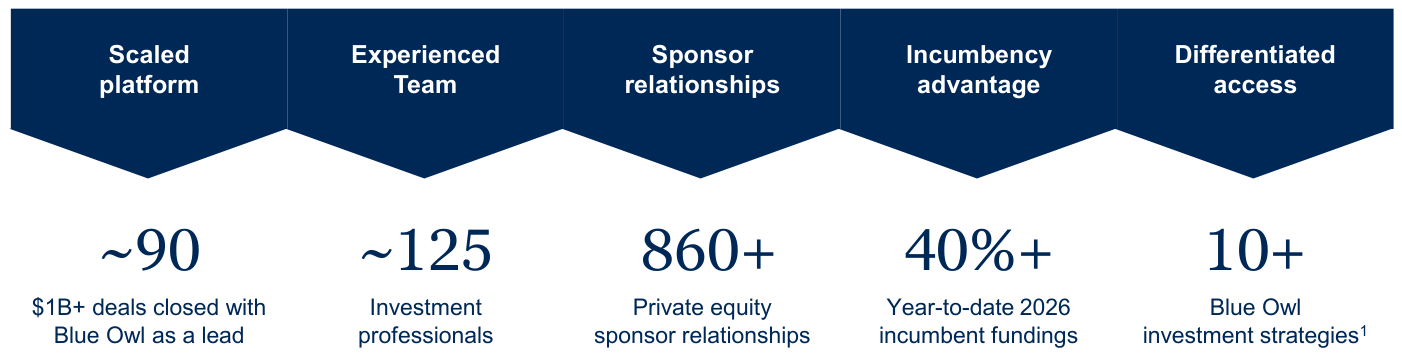 Scaled
platform
Experienced
Team
Sponsor
relationships
Incumbency
advantage
Differentiated
access
~90
$1B+ deals closed with
Blue Owl as a lead
~125
Investment
professionals
860+
Private equity
sponsor relationships
40%+
Year-to-date 2026
incumbent fundings
10+
Blue Owl
investment strategies¹